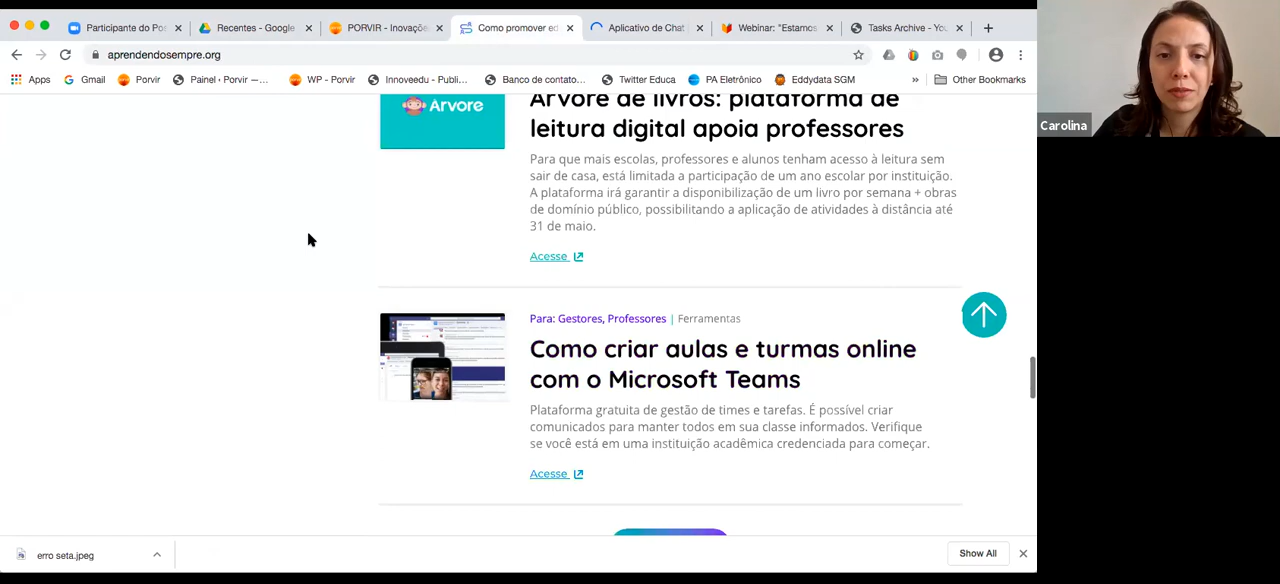 Participante do Po:
Recentes - Google
PORVIR - Inovaçõe
Como promover ed
Aplicativo de Chat
Webinar: "Estamos
Tasks Archive - You
aprendendosempre.org
Apps
Gmail
Porvir
Painel ‹ Porvir —...
WP - Porvir
Innoveedu - Publi...
Banco de contato...
Twitter Educa
PA Eletrônico
Eddydata SGM
»
Other Bookmarks
Carolina
Árvore
Árvore de livros: plataforma de
leitura digital apoia professores
Para que mais escolas, professores e alunos tenham acesso à leitura sem
sair de casa, está limitada a participação de um ano escolar por instituição.
A plataforma irá garantir a disponibilização de um livro por semana + obras
de domínio público, possibilitando a aplicação de atividades à distância até
31 de maio.
Acesse
Para: Gestores, Professores | Ferramentas
Como criar aulas e turmas online
com o Microsoft Teams
Plataforma gratuita de gestão de times e tarefas. É possível criar
comunicados para manter todos em sua classe informados. Verifique
se você está em uma instituição acadêmica credenciada para começar.
Acesse
erro seta.jpeg
Show All